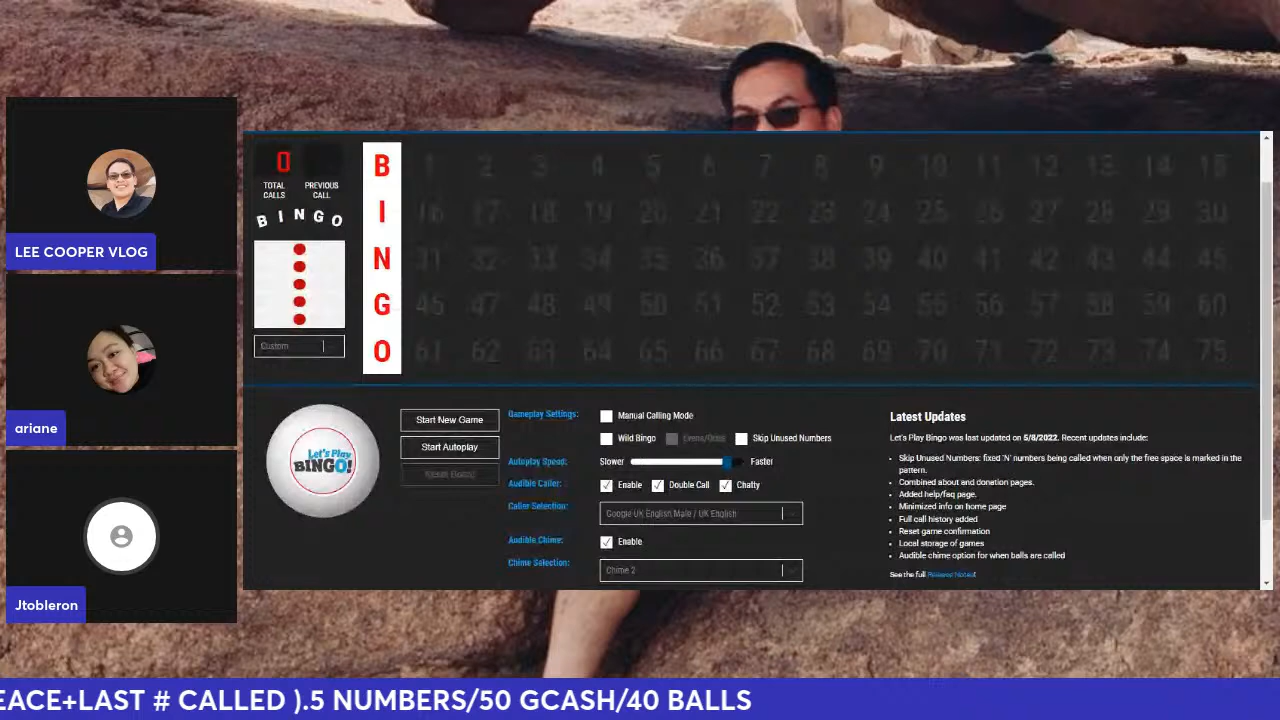 LEE COOPER VLOG
ariane
Jtobleron
0
TOTAL CALLS
PREVIOUS CALL
BINGO
Custom
B 1 2 3 4 5 6 7 8 9 10 11 12 13 14 15
I 16 17 18 19 20 21 22 23 24 25 26 27 28 29 30
N 31 32 33 34 35 36 37 38 39 40 41 42 43 44 45
G 46 47 48 49 50 51 52 53 54 55 56 57 58 59 60
O 61 62 63 64 65 66 67 68 69 70 71 72 73 74 75
Let's Play
BINGO!
Start New Game
Start Autoplay
Reset Board
Gameplay Settings:
Manual Calling Mode
Wild Bingo
Evens/Odds
Skip Unused Numbers
Autoplay Speed:
Slower
Faster
Audible Caller:
Enable
Double Call
Chatty
Caller Selection:
Google UK English Male / UK English
Audible Chime:
Enable
Chime Selection:
Chime 2
Latest Updates
Let's Play Bingo was last updated on 5/8/2022. Recent updates include:
Skip Unused Numbers: fixed 'N' numbers being called when only the free space is marked in the
pattern.
Combined about and donation pages.
Added help/faq page.
Minimized info on home page
Full call history added
Reset game confirmation
Local storage of games
Audible chime option for when balls are called
See the full Release Notes!
EACE+LAST # CALLED ).5 NUMBERS/50 GCASH/40 BALLS